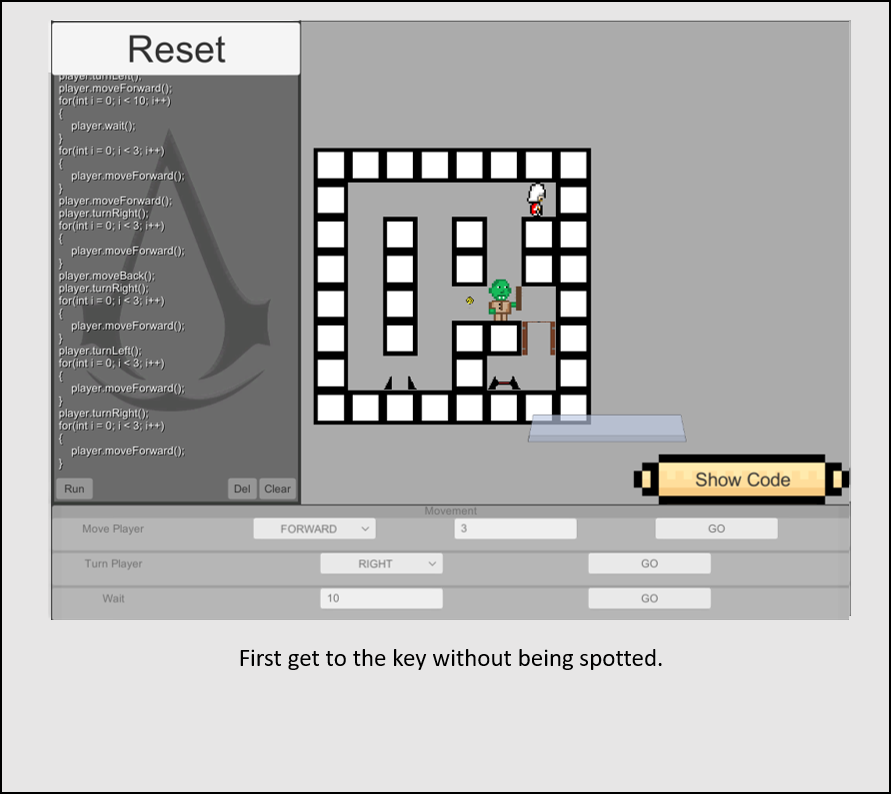 Reset
player.turnLeft();
player.moveForward();
for(int i = 0; i < 10; i++)
{
player.wait();
}
for(int i = 0; i < 3; i++)
{
player.moveForward();
}
player.moveForward();
player.turnRight();
for(int i = 0; i < 3; i++)
{
player.moveForward();
}
player.moveBack();
player.turnRight();
for(int i = 0; i < 3; i++)
{
player.moveForward();
}
player.turnLeft();
for(int i = 0; i < 3; i++)
{
player.moveForward();
}
player.turnRight();
for(int i = 0; i < 3; i++)
{
player.moveForward();
}
Run Del Clear
Show Code
Movement
Move Player FORWARD 3 GO
Turn Player RIGHT GO
Wait 10 GO
First get to the key without being spotted.